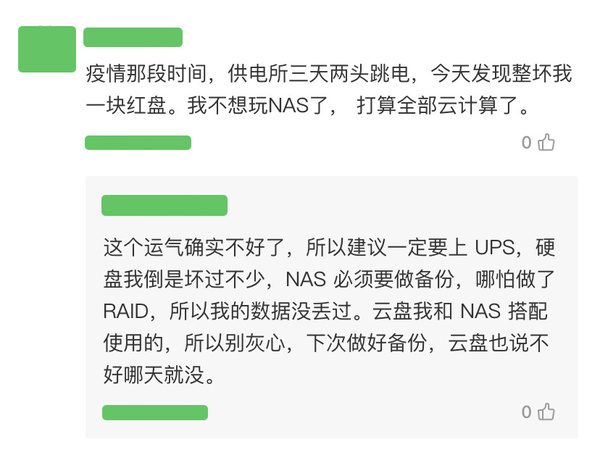 疫情那段时间，供电所三天两头跳电，今天发现整坏我
一块红盘。我不想玩NAS了， 打算全部云计算了。
0
这个运气确实不好了，所以建议一定要上 UPS，硬
盘我倒是坏过不少，NAS 必须要做备份，哪怕做了
RAID，所以我的数据没丢过。云盘我和 NAS 搭配
使用的，所以别灰心，下次做好备份，云盘也说不
好哪天就没。
0